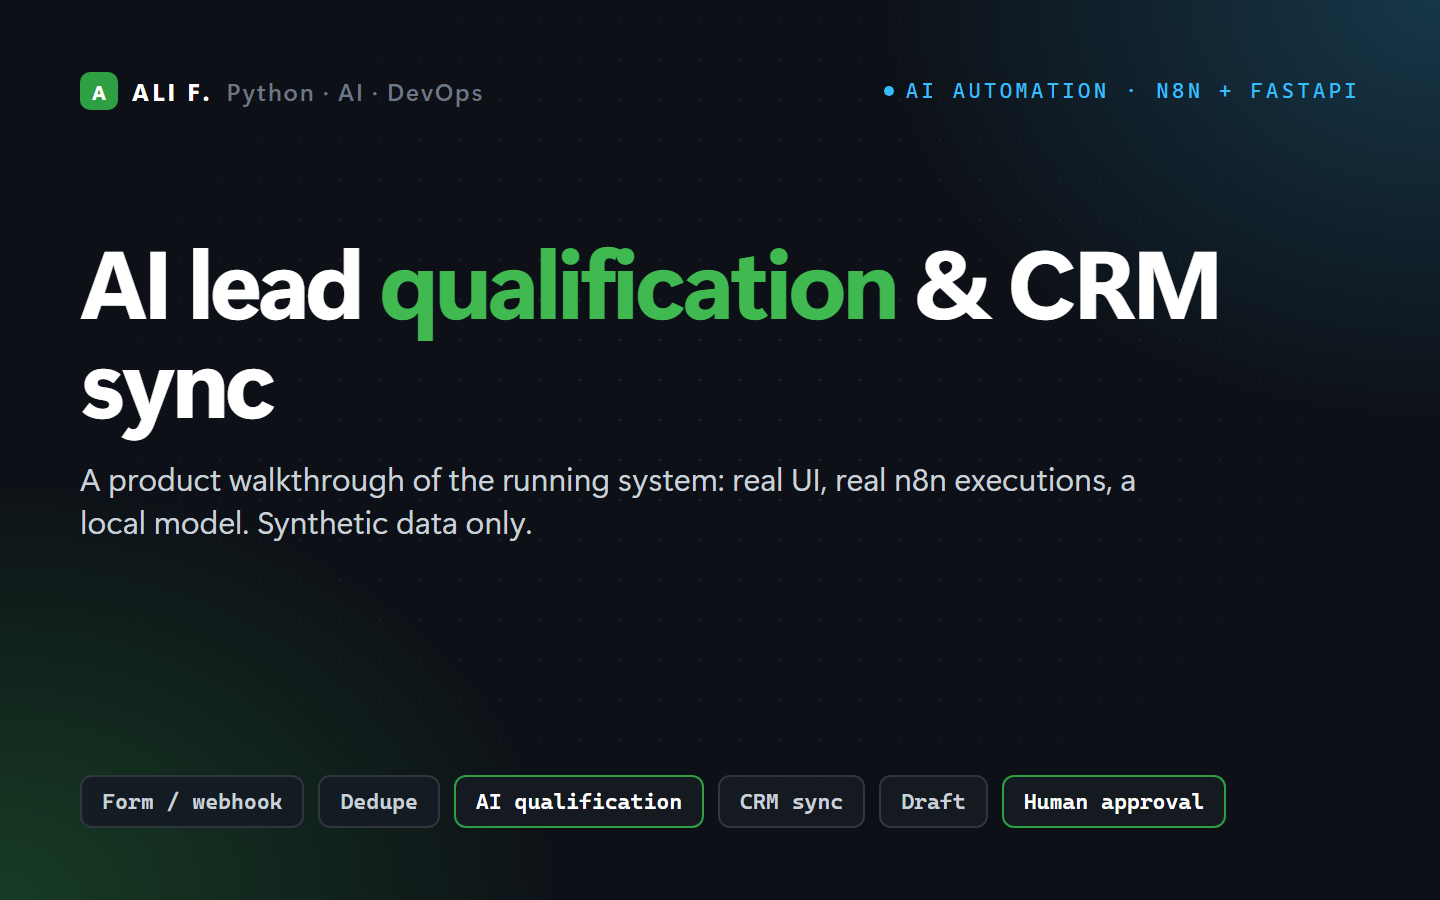 A ALI F. Python · AI · DevOps
AI AUTOMATION · N8N + FASTAPI
AI lead qualification & CRM
sync
A product walkthrough of the running system: real UI, real n8n executions, a
local model. Synthetic data only.
Form / webhook
Dedupe
AI qualification
CRM sync
Draft
Human approval